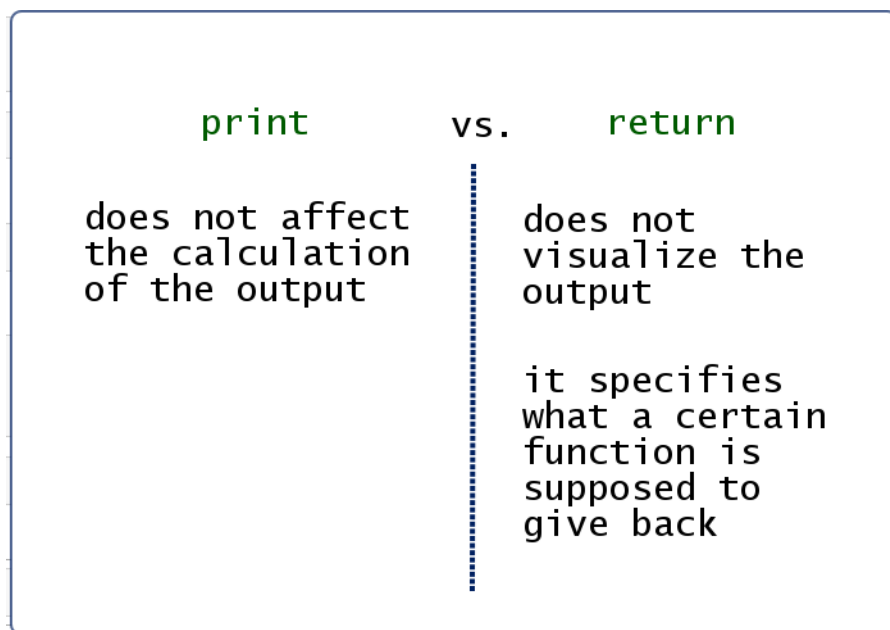 print vs. return
does not affect
the calculation
of the output
does not
visualize the
output
it specifies
what a certain
function is
supposed to
give back